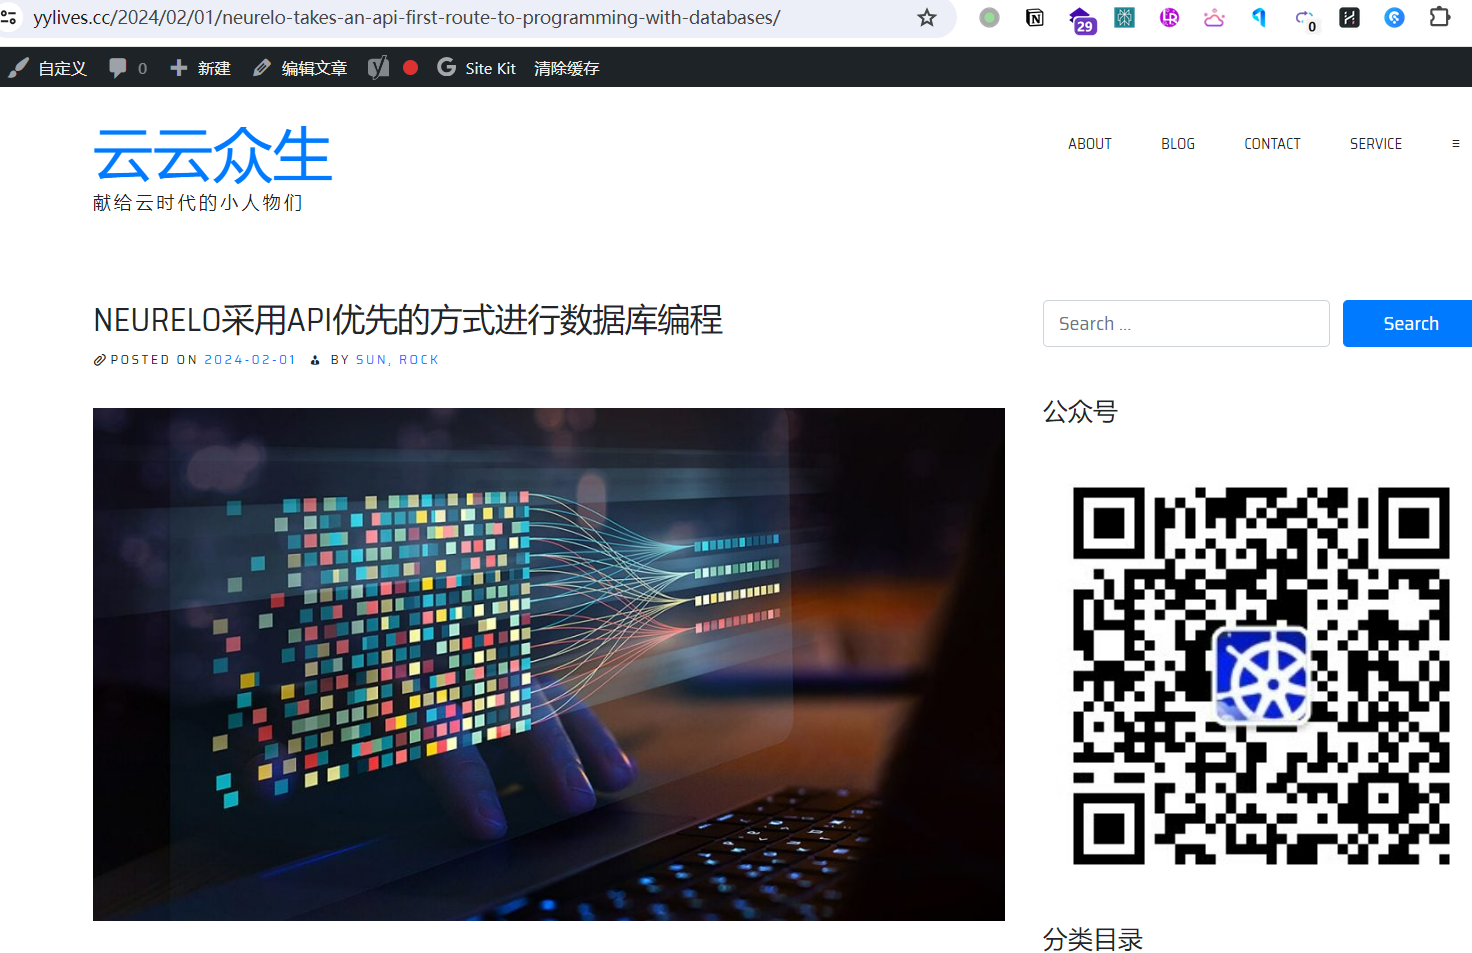 yylives.cc/2024/02/01/neurelo-takes-an-api-first-route-to-programming-with-databases/
29
0
自定义 0 新建 编辑文章 Site Kit 清除缓存
云云众生
献给云时代的小人物们
ABOUT BLOG CONTACT SERVICE
NEURELO采用API优先的方式进行数据库编程
POSTED ON 2024-02-01 BY SUN, ROCK
Search ... Search
公众号
分类目录